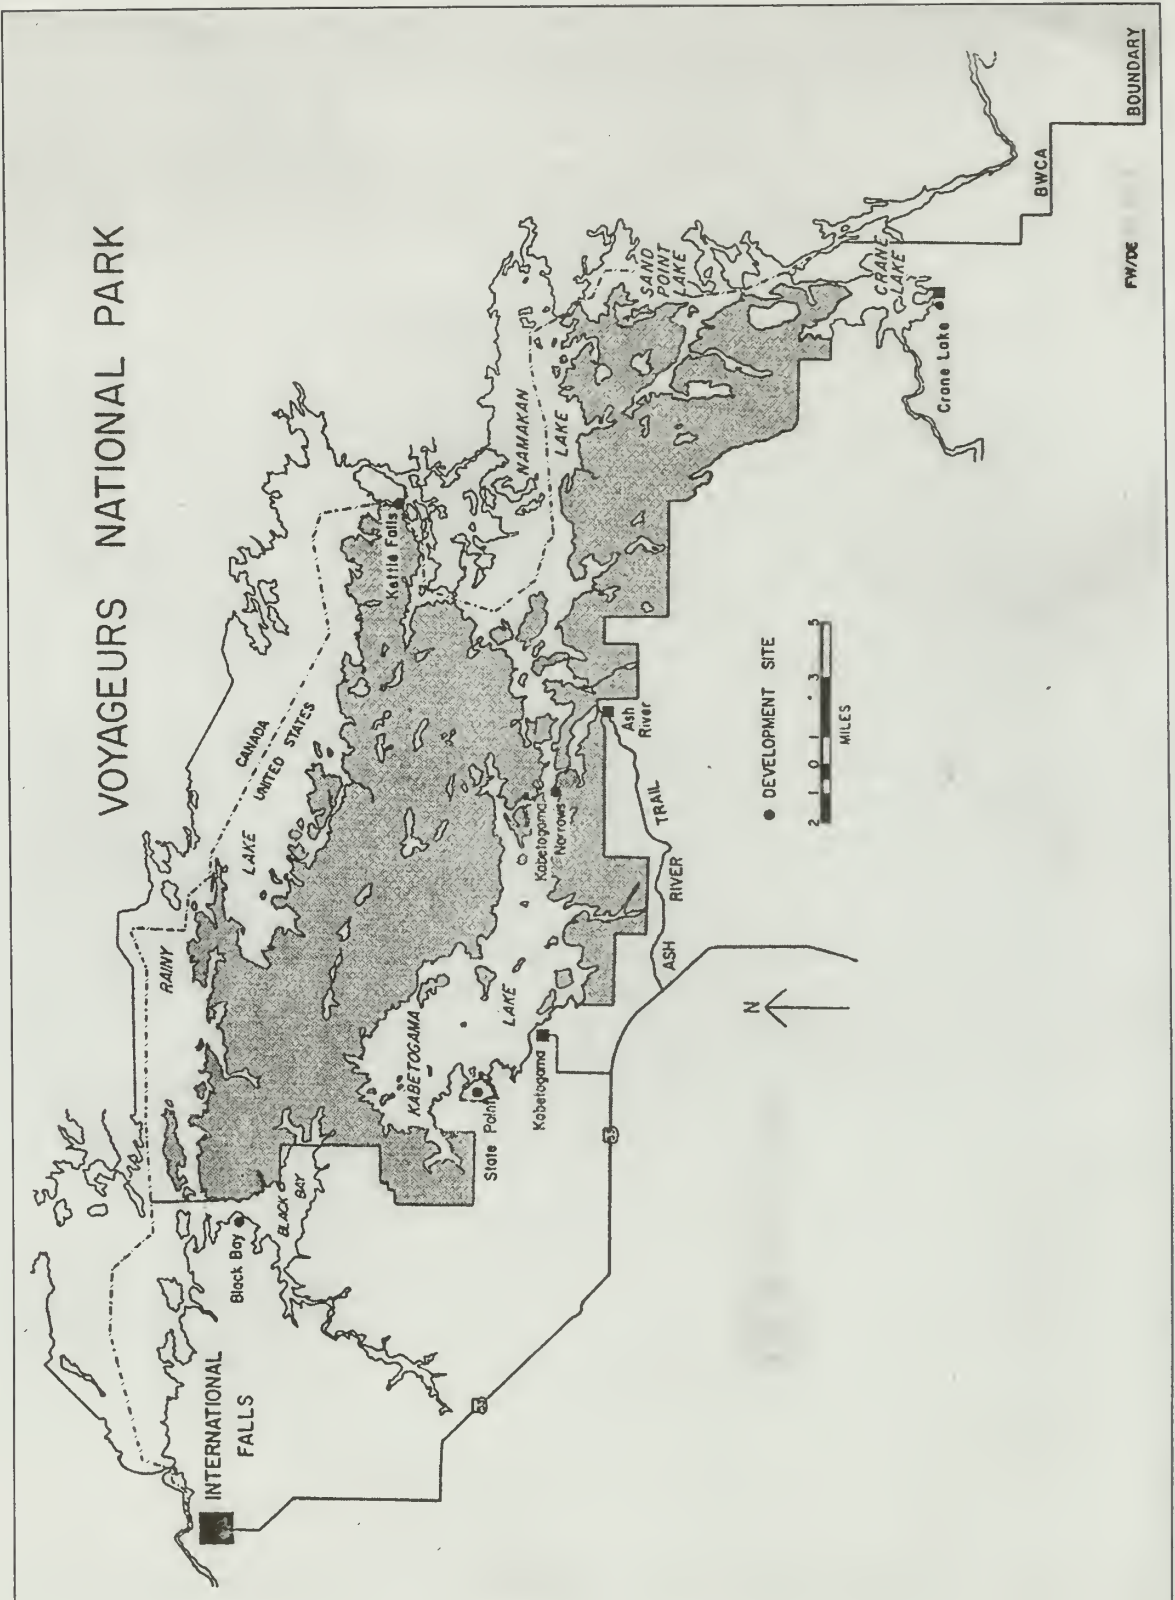 VOYAGEURS NATIONAL PARK
CANADA
UNITED STATES
RAINY
LAKE
INTERNATIONAL
FALLS
Black Bay
BLACK
BAY
KABETOGAMA
LAKE
State Point
Kabetogama
Kettle Falls
NAMAKAN
LAKE
Kabetogama
Narrows
Ash
River
ASH
RIVER
TRAIL
SAND
POINT
LAKE
CRANE
LAKE
Crane Lake
BWCA
BOUNDARY
53
53
N
DEVELOPMENT SITE
2 1 0 1 3 5
MILES
FW/DE